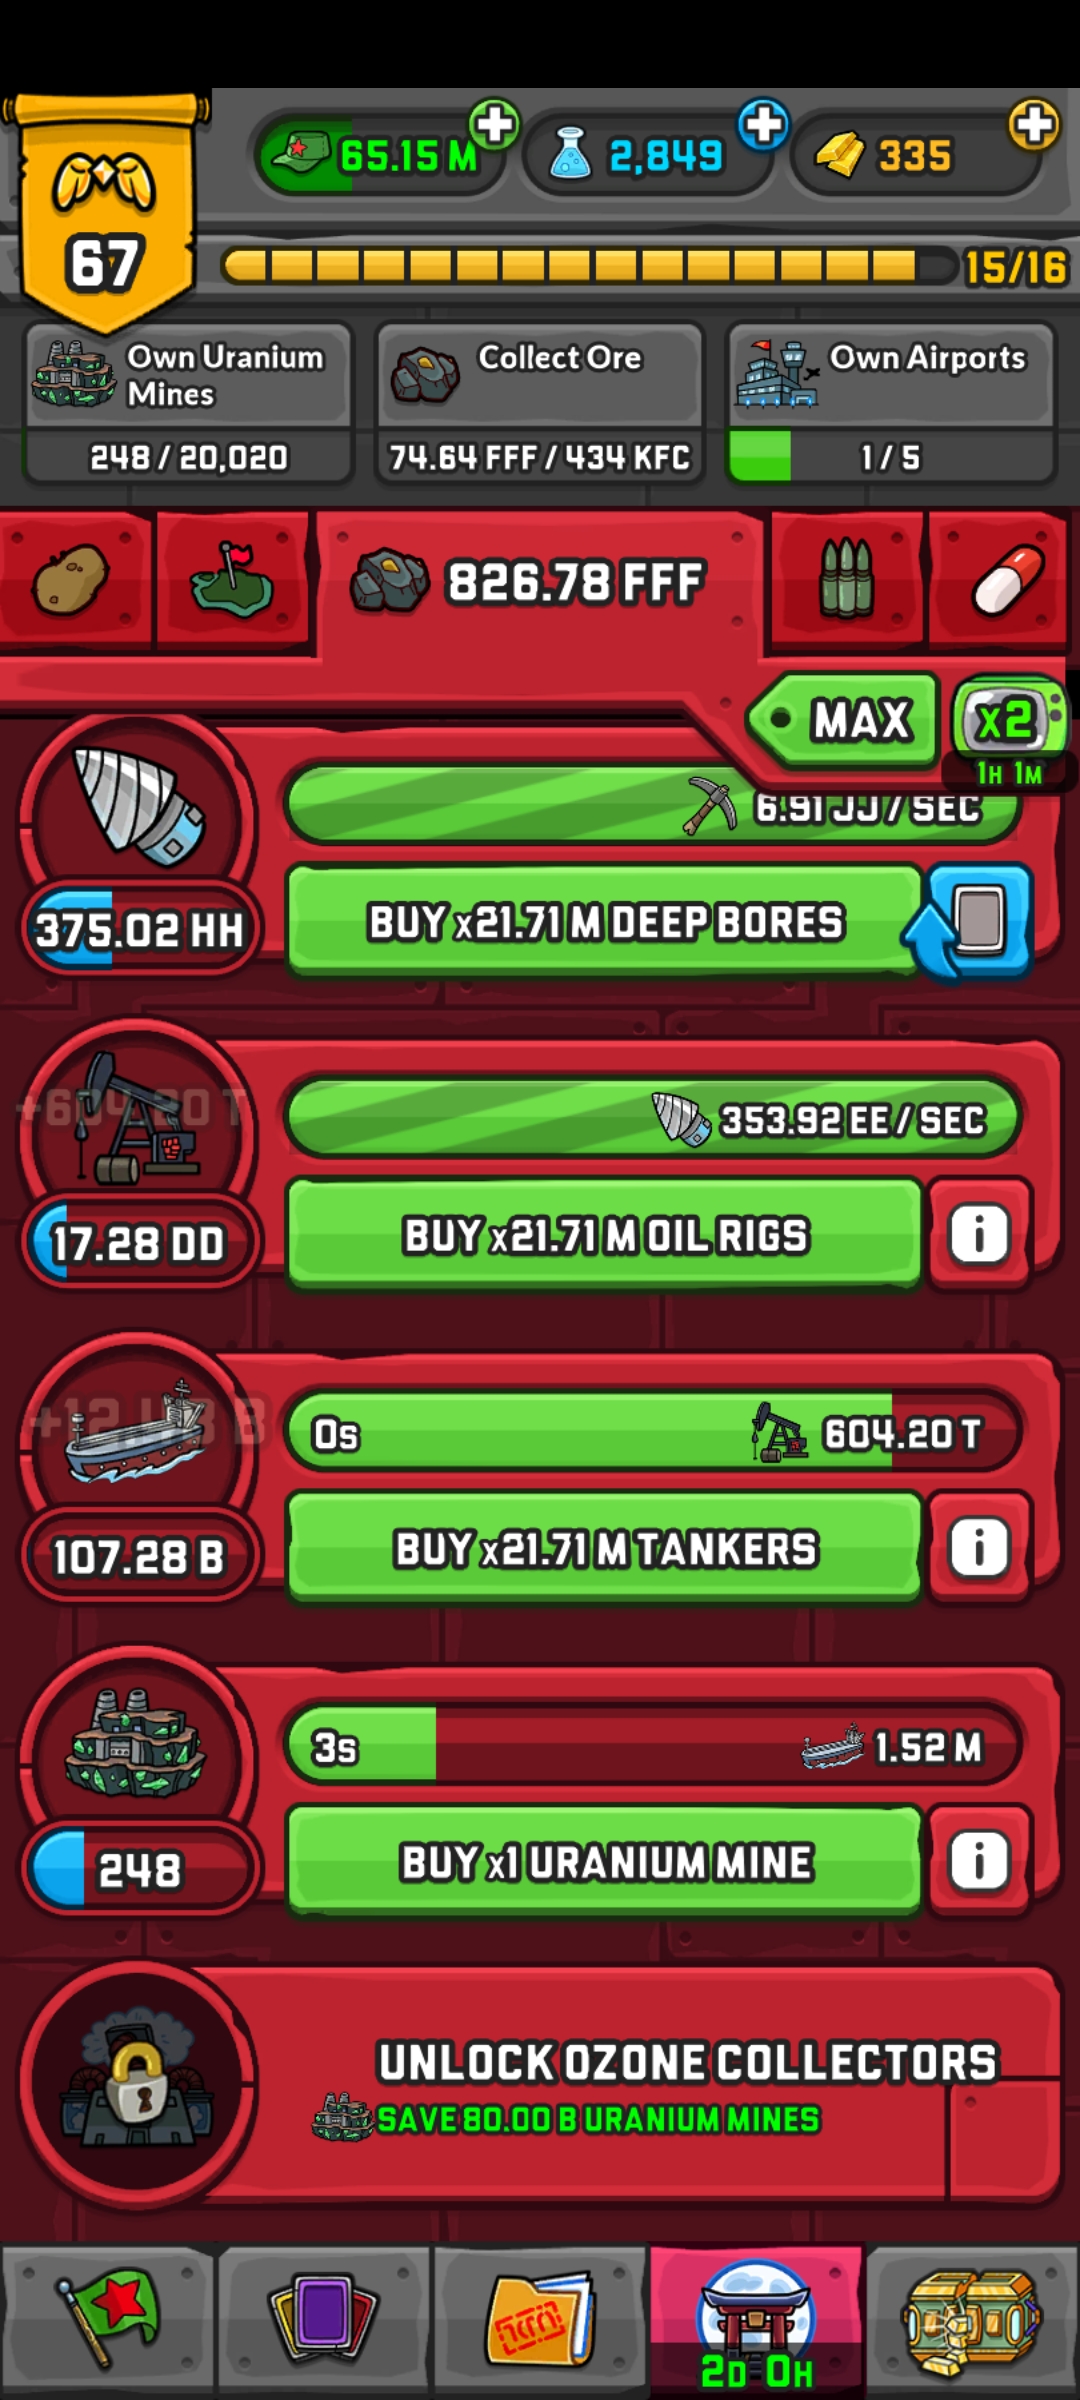 65.15 M
2,849
335
67
15/16
Own Uranium
Mines
248 / 20,020
Collect Ore
74.64 FFF / 434 KFC
Own Airports
1 / 5
826.78 FFF
MAX
x2
1H 1M
6.91 JJ / SEC
375.02 HH
BUY x21.71 M DEEP BORES
353.92 EE / SEC
17.28 DD
BUY x21.71 M OIL RIGS
0s
604.20 T
107.28 B
BUY x21.71 M TANKERS
3s
1.52 M
248
BUY x1 URANIUM MINE
UNLOCK OZONE COLLECTORS
SAVE 80.00 B URANIUM MINES
2D 0H